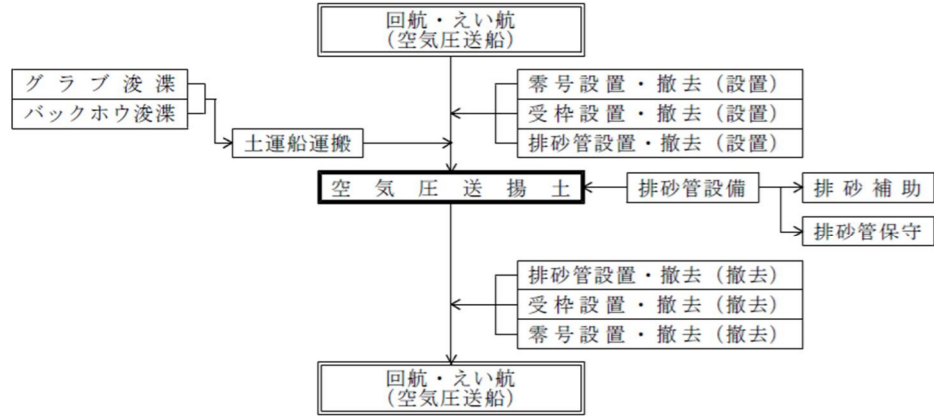 回航・えい航
(空気圧送船)
グラブ浚渫
バックホウ浚渫
零号設置・撤去(設置)
受枠設置・撤去(設置)
排砂管設置・撤去(設置)
土運船運搬
空気圧送揚土
排砂管設備
排砂補助
排砂管保守
排砂管設置・撤去(撤去)
受枠設置・撤去(撤去)
零号設置・撤去(撤去)
回航・えい航
(空気圧送船)